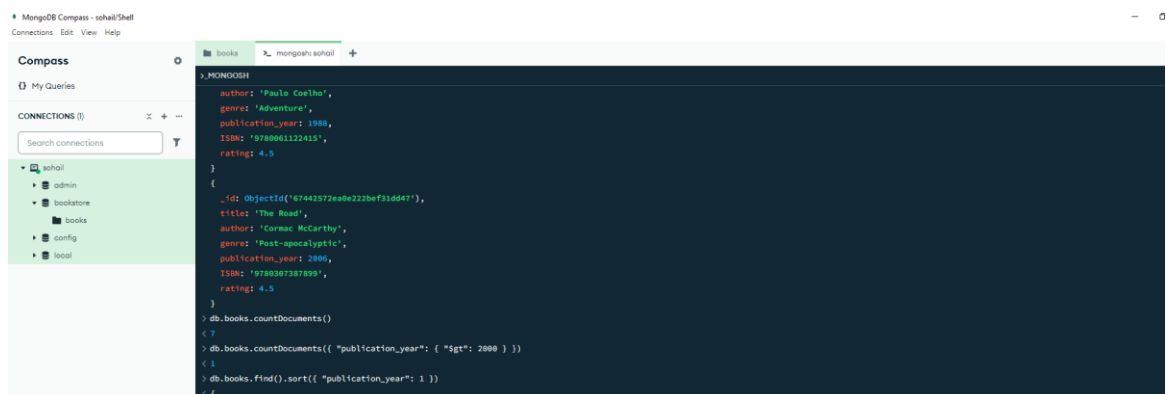 MongoDB Compass - sohail/Shell
Connections Edit View Help
Compass
{} My Queries
CONNECTIONS (1)
Search connections
sohail
admin
bookstore
books
config
local
books
>_ mongosh: sohail
>_MONGOSH
author: 'Paulo Coelho',
genre: 'Adventure',
publication_year: 1988,
ISBN: '9780061122415',
rating: 4.5
}
{
_id: ObjectId('67442572ea0e222bef31dd47'),
title: 'The Road',
author: 'Cormac McCarthy',
genre: 'Post-apocalyptic',
publication_year: 2006,
ISBN: '9780307387899',
rating: 4.5
}
> db.books.countDocuments()
< 7
> db.books.countDocuments({ "publication_year": { "$gt": 2000 } })
< 1
> db.books.find().sort({ "publication_year": 1 })
< {